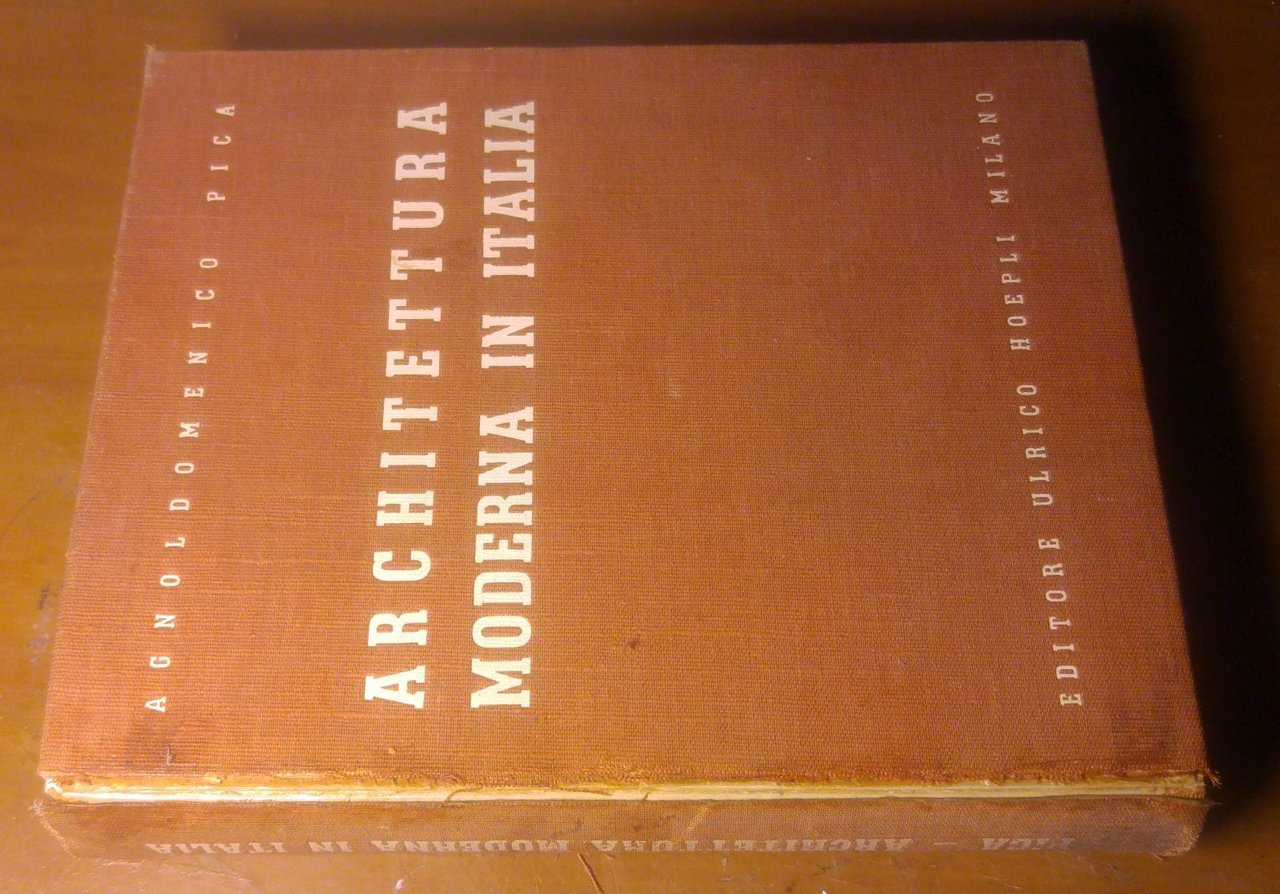 AGNOLDOMENICO PICA
ARCHITETTURA
MODERNA IN ITALIA
EDITORE ULRICO HOEPLI MILANO
PICA - ARCHITETTURA MODERNA IN ITALIA